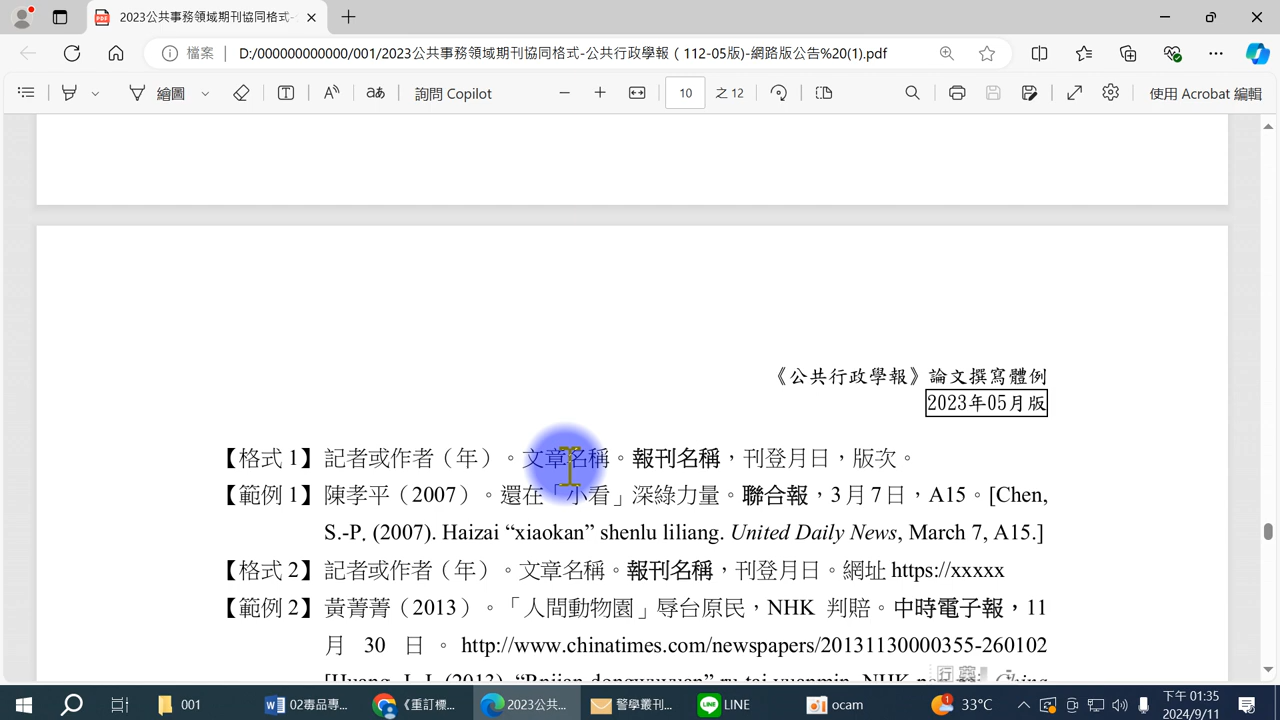 2023公共事務領域期刊協同格式-
檔案 D:/000000000000/001/2023公共事務領域期刊協同格式-公共行政學報（112-05版)-網路版公告%20(1).pdf
繪圖 詢問 Copilot 10 之 12 使用 Acrobat 編輯
《公共行政學報》論文撰寫體例
2023年05月版
【格式 1】記者或作者（年）。文章名稱。報刊名稱，刊登月日，版次。
【範例 1】陳孝平（2007）。還在「小看」深綠力量。聯合報，3 月 7 日，A15。[Chen,
S.-P. (2007). Haizai “xiaokan” shenlu liliang. United Daily News, March 7, A15.]
【格式 2】記者或作者（年）。文章名稱。報刊名稱，刊登月日。網址 https://xxxxx
【範例 2】黃菁菁（2013）。「人間動物園」辱台原民，NHK 判賠。中時電子報，11
月 30 日。http://www.chinatimes.com/newspapers/20131130000355-260102
001 02毒品專... 《重訂欄... 2023公共... 警學叢刊... LINE ocam 33°C 下午 01:35
2024/9/11